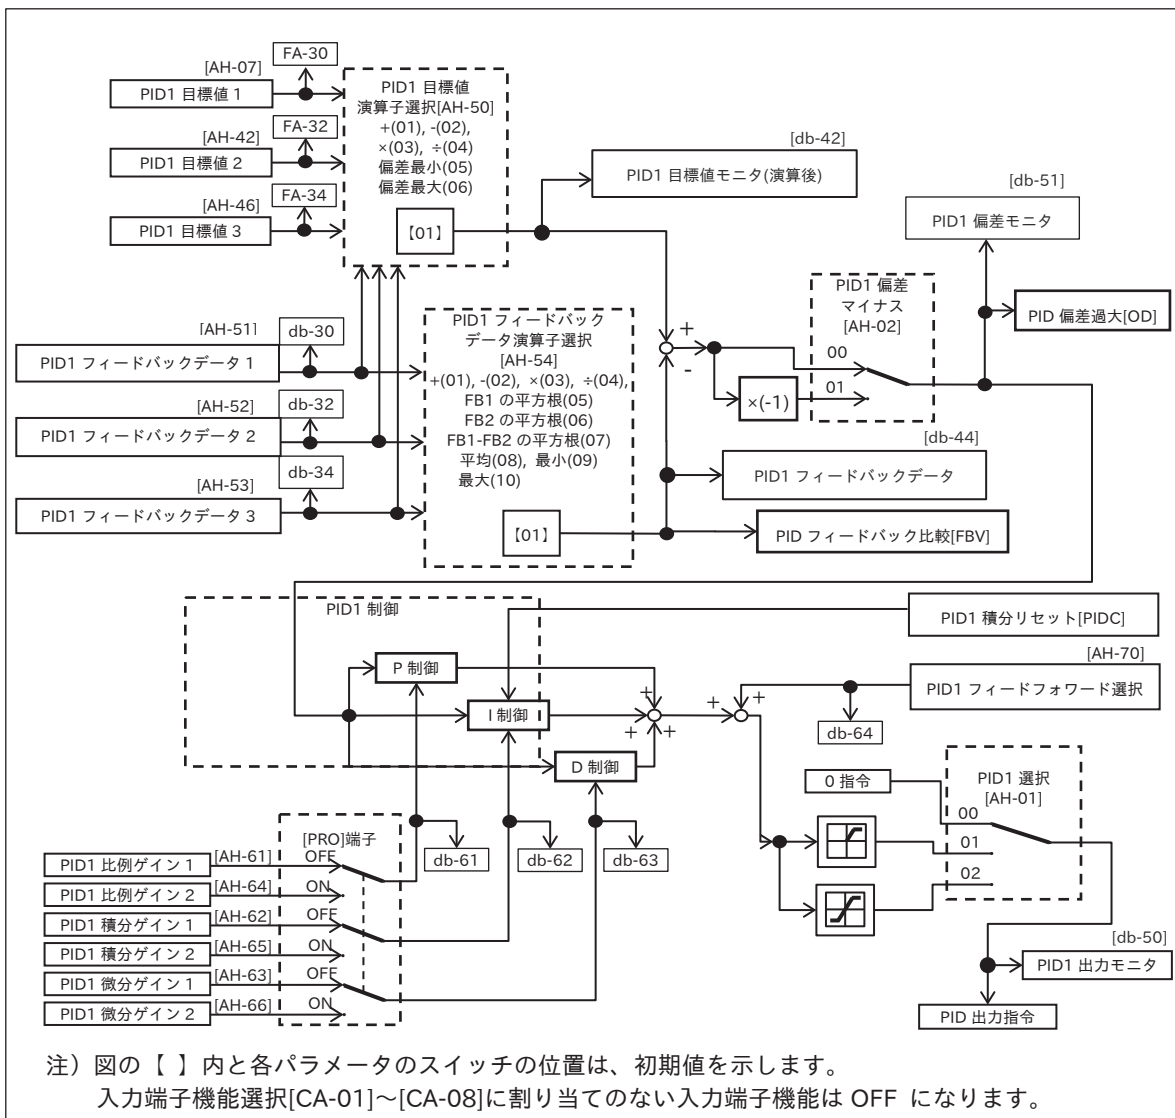 [AH-07]
FA-30
PID1 目標値 1
[AH-42]
FA-32
PID1 目標値 2
[AH-46]
FA-34
PID1 目標値 3
PID1 目標値
演算子選択[AH-50]
+(01), -(02),
×(03), ÷(04)
偏差最小(05)
偏差最大(06)
【01】
[db-42]
PID1 目標値モニタ(演算後)
[db-51]
PID1 偏差モニタ
PID 偏差過大[OD]
PID1 偏差
マイナス
[AH-02]
00
01
+
-
×(-1)
[AH-51]
db-30
PID1 フィードバックデータ 1
[AH-52]
db-32
PID1 フィードバックデータ 2
[AH-53]
db-34
PID1 フィードバックデータ 3
PID1 フィードバック
データ演算子選択
[AH-54]
+(01), -(02), ×(03), ÷(04),
FB1 の平方根(05)
FB2 の平方根(06)
FB1-FB2 の平方根(07)
平均(08), 最小(09)
最大(10)
【01】
[db-44]
PID1 フィードバックデータ
PID フィードバック比較[FBV]
PID1 制御
PID1 積分リセット[PIDC]
P 制御
I 制御
D 制御
+
+
+
+
+
[AH-70]
PID1 フィードフォワード選択
db-64
0 指令
PID1 選択
[AH-01]
00
01
02
[db-50]
PID1 出力モニタ
PID 出力指令
[PRO]端子
db-61
db-62
db-63
PID1 比例ゲイン 1
[AH-61]
OFF
PID1 比例ゲイン 2
[AH-64]
ON
PID1 積分ゲイン 1
[AH-62]
OFF
PID1 積分ゲイン 2
[AH-65]
ON
PID1 微分ゲイン 1
[AH-63]
OFF
PID1 微分ゲイン 2
[AH-66]
ON
注）図の【 】内と各パラメータのスイッチの位置は、初期値を示します。
入力端子機能選択[CA-01]～[CA-08]に割り当てのない入力端子機能は OFF になります。